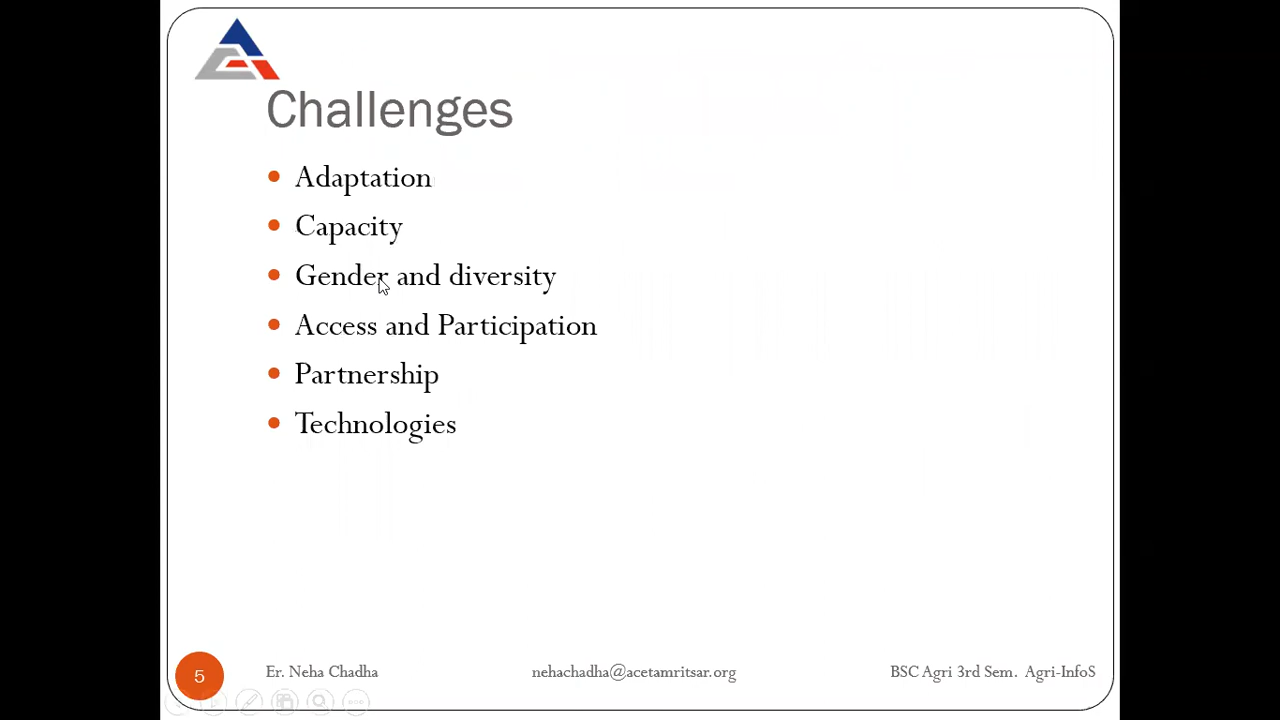 Challenges
Adaptation
Capacity
Gender and diversity
Access and Participation
Partnership
Technologies
5
Er. Neha Chadha
nehachadha@acetamritsar.org
BSC Agri 3rd Sem. Agri-InfoS